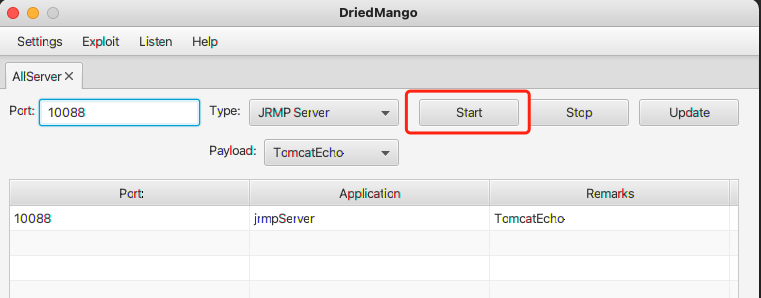 DriedMango
Settings Exploit Listen Help
AllServer ✕
Port: 10088 Type: JRMP Server Start Stop Update
Payload: TomcatEcho
Port: Application Remarks
10088 jrmpServer TomcatEcho